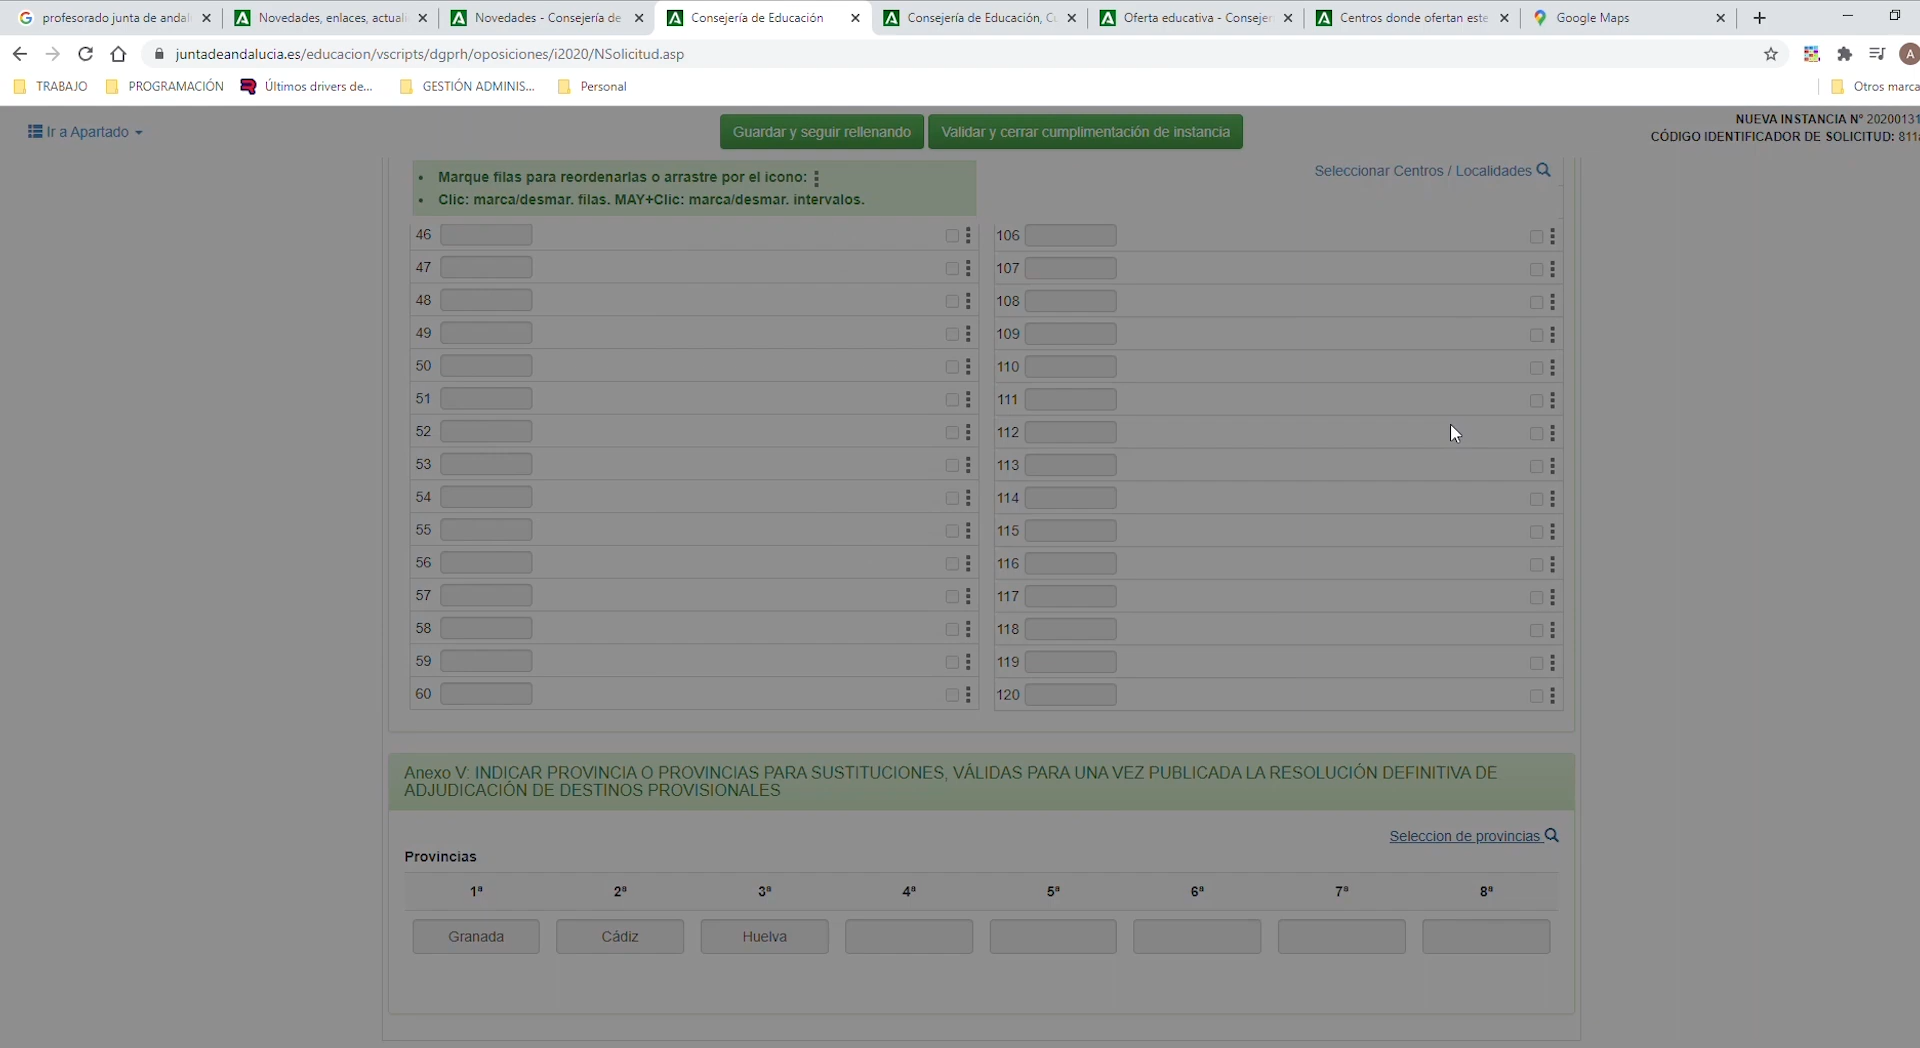 profesorado junta de andal
Novedades, enlaces, actuali
Novedades - Consejería de
Consejería de Educación
Consejería de Educación, C
Oferta educativa - Consejer
Centros donde ofertan este
Google Maps
juntadeandalucia.es/educacion/vscripts/dgprh/oposiciones/i2020/NSolicitud.asp
A
TRABAJO
PROGRAMACIÓN
Últimos drivers de...
GESTIÓN ADMINIS...
Personal
Otros marca
Ir a Apartado
Guardar y seguir rellenando
Validar y cerrar cumplimentación de instancia
NUEVA INSTANCIA Nº 20200131
CÓDIGO IDENTIFICADOR DE SOLICITUD: 811
• Marque filas para reordenarlas o arrastre por el icono:
• Clic: marca/desmar. filas. MAY+Clic: marca/desmar. intervalos.
Seleccionar Centros / Localidades
46 106
47 107
48 108
49 109
50 110
51 111
52 112
53 113
54 114
55 115
56 116
57 117
58 118
59 119
60 120
Anexo V: INDICAR PROVINCIA O PROVINCIAS PARA SUSTITUCIONES, VÁLIDAS PARA UNA VEZ PUBLICADA LA RESOLUCIÓN DEFINITIVA DE
ADJUDICACIÓN DE DESTINOS PROVISIONALES
Seleccion de provincias
Provincias
1ª 2ª 3ª 4ª 5ª 6ª 7ª 8ª
Granada Cádiz Huelva